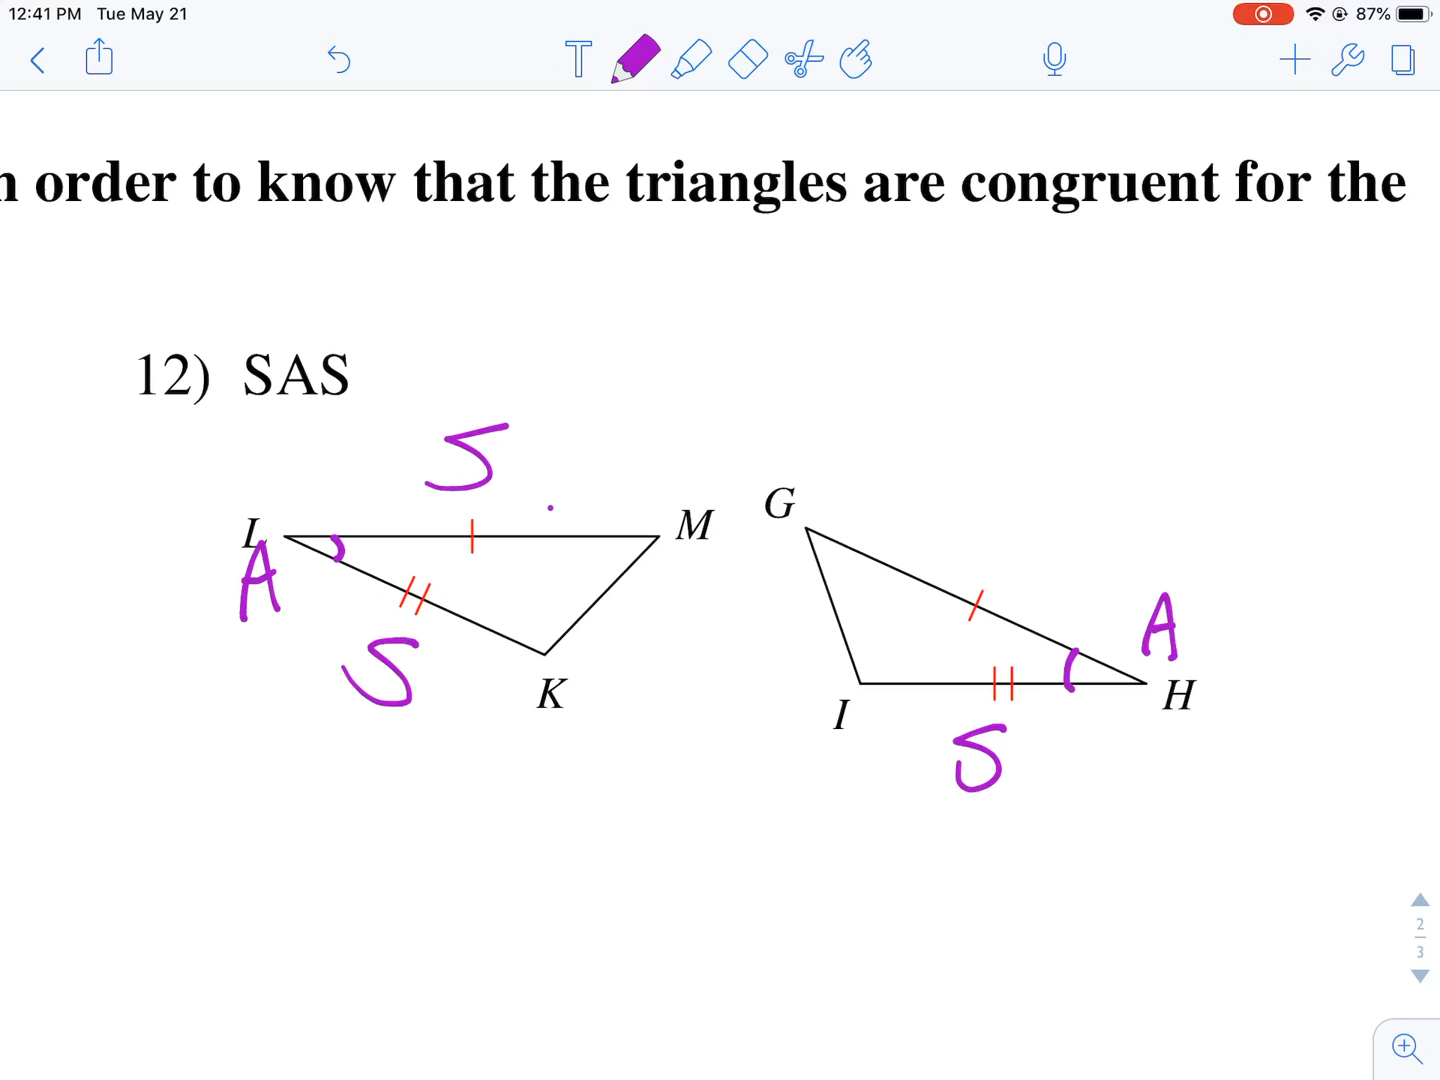 12:41 PM Tue May 21
87%
T
n order to know that the triangles are congruent for the
12) SAS
S
L
M
G
A
A
S
K
I
H
S
2
3